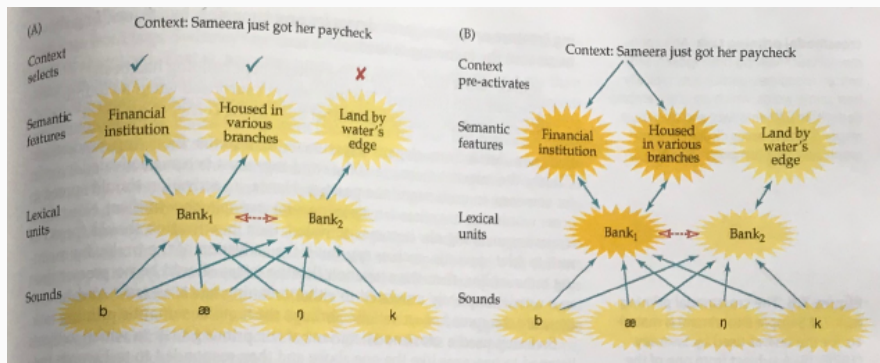 (A)
Context: Sameera just got her paycheck
Context
selects
✓ ✓ ✗
Semantic
features
Financial
institution
Housed in
various
branches
Land by
water's
edge
Lexical
units
Bank₁
Bank₂
Sounds
b
æ
ŋ
k
(B)
Context: Sameera just got her paycheck
Context
pre-activates
Semantic
features
Financial
institution
Housed
in various
branches
Land by
water's
edge
Lexical
units
Bank₁
Bank₂
Sounds
b
æ
ŋ
k